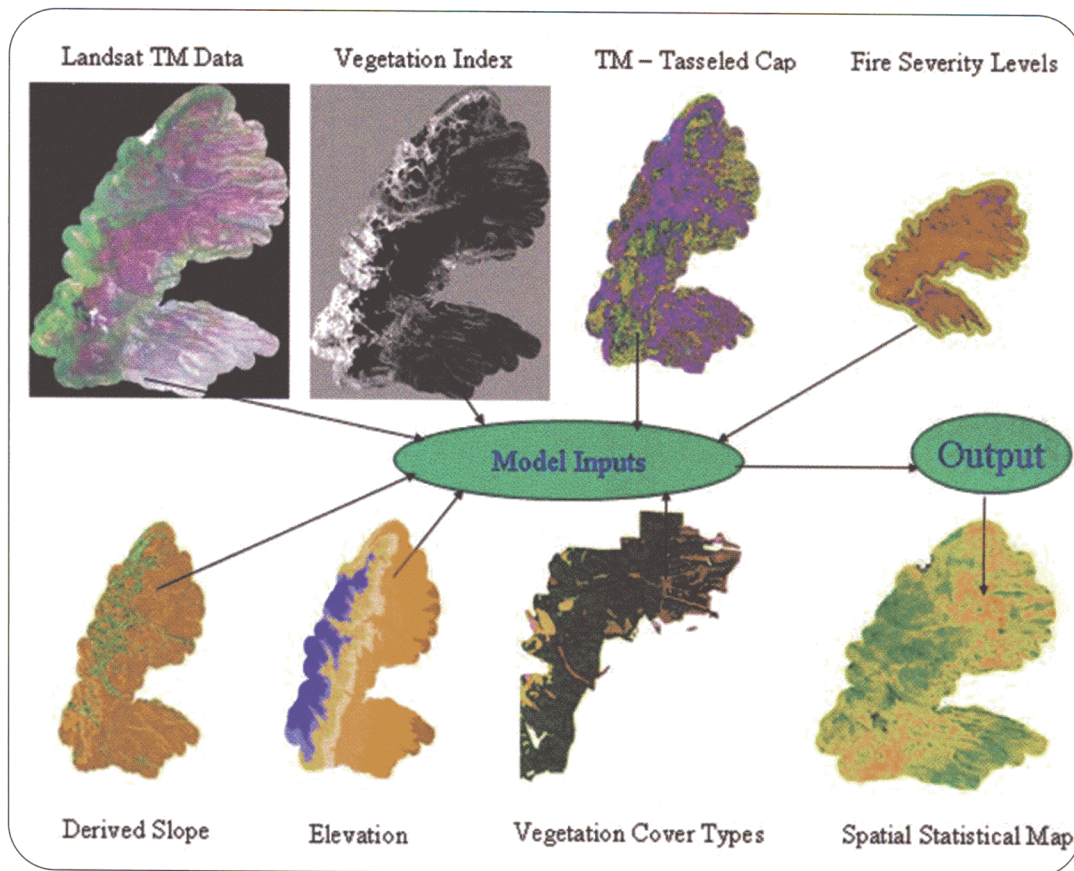 Landsat TM Data
Vegetation Index
TM – Tasseled Cap
Fire Severity Levels
Model Inputs
Output
Derived Slope
Elevation
Vegetation Cover Types
Spatial Statistical Map